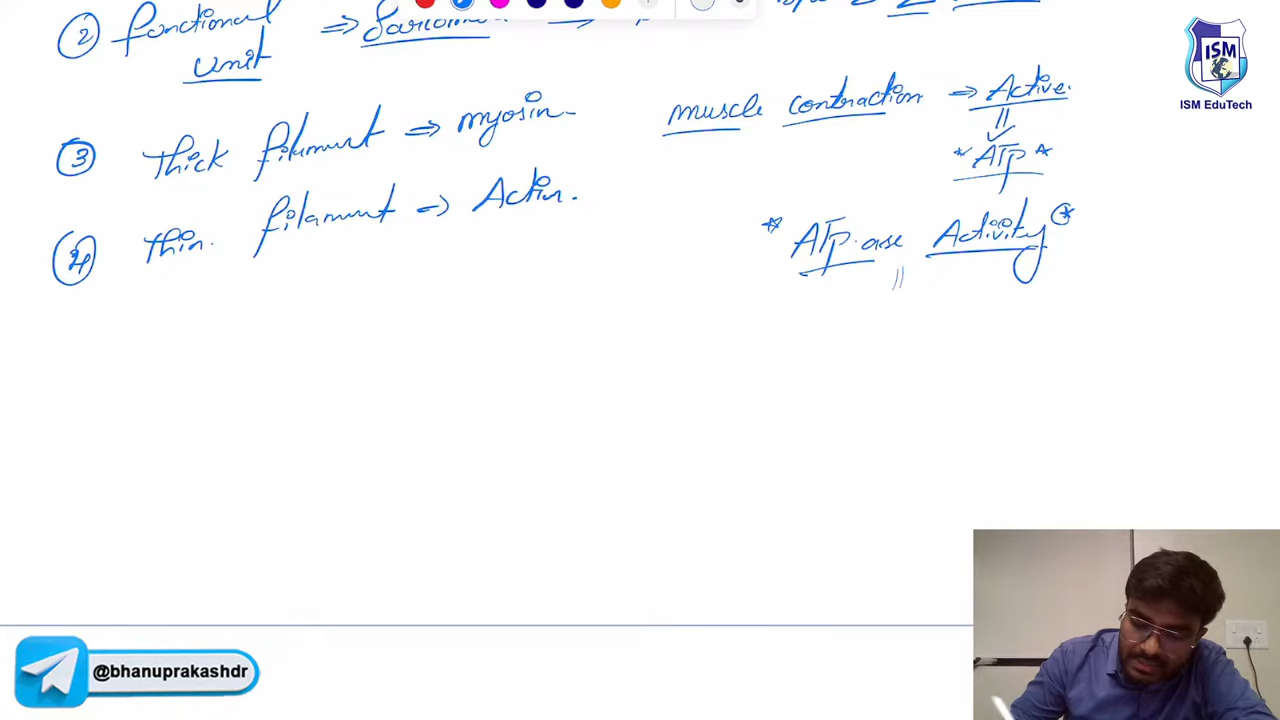 ② functional ⇒ Sarcomere ⇒
unit
③ Thick filament ⇒ myosin
④ Thin. filament ⇒ Actin.
muscle contraction ⇒ Active.
* ATP *
* ATP.ase Activity *
ISM
ISM EduTech
@bhanuprakashdr